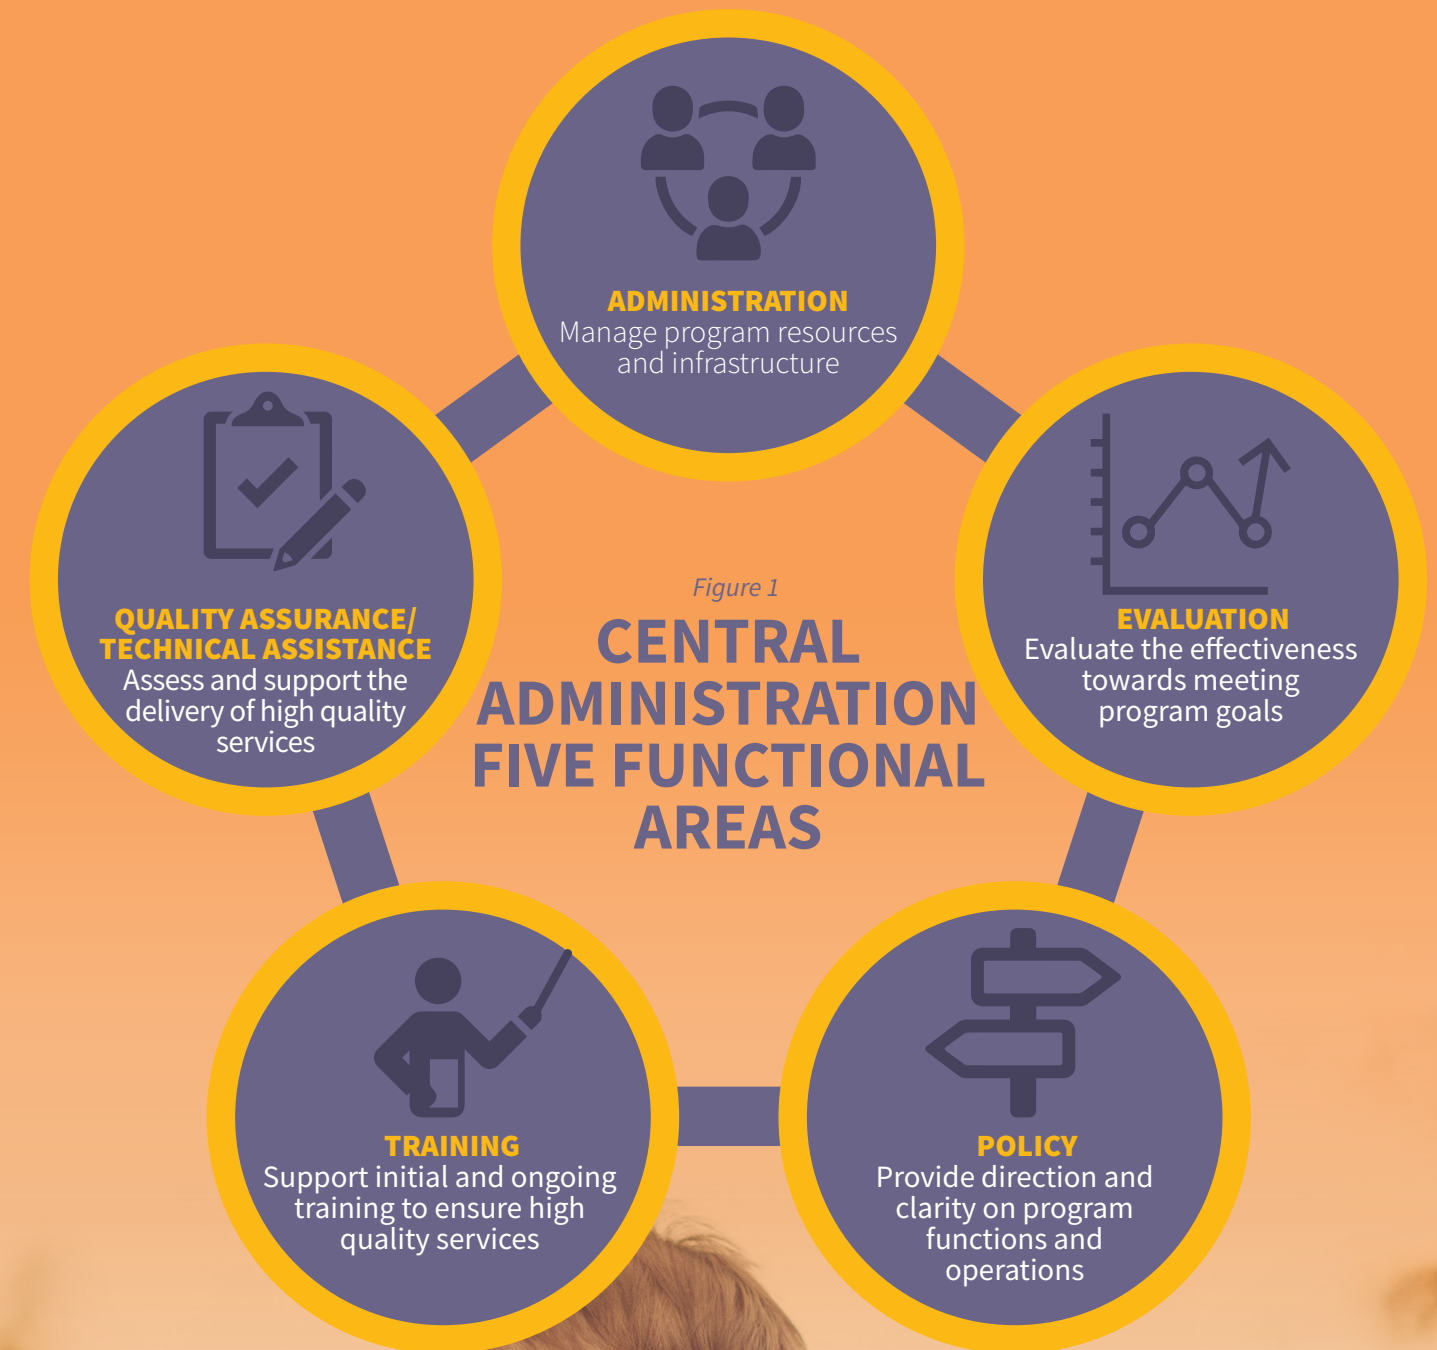 ADMINISTRATION
Manage program resources
and infrastructure
QUALITY ASSURANCE/
TECHNICAL ASSISTANCE
Assess and support the
delivery of high quality
services
Figure 1
CENTRAL
ADMINISTRATION
FIVE FUNCTIONAL
AREAS
EVALUATION
Evaluate the effectiveness
towards meeting
program goals
TRAINING
Support initial and ongoing
training to ensure high
quality services
POLICY
Provide direction and
clarity on program
functions and
operations